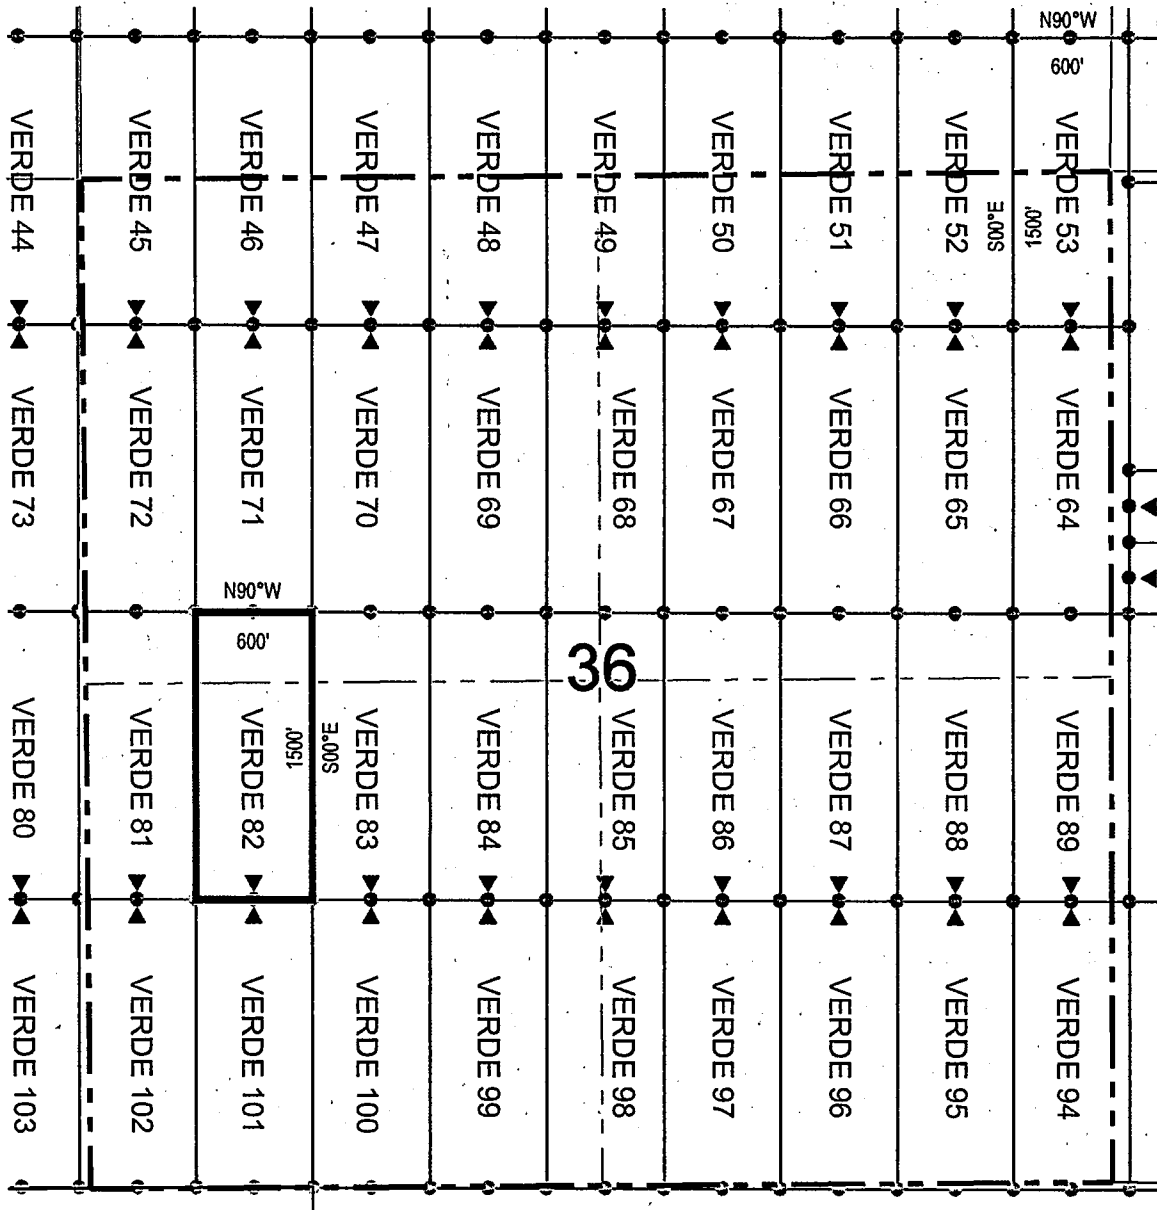 N90°W
600'
VERDE 44
VERDE 45
VERDE 46
VERDE 47
VERDE 48
VERDE 49
VERDE 50
VERDE 51
VERDE 52
S00°E
1500'
VERDE 53
VERDE 73
VERDE 72
VERDE 71
VERDE 70
VERDE 69
VERDE 68
VERDE 67
VERDE 66
VERDE 65
VERDE 64
N90°W
600'
36
VERDE 80
VERDE 81
VERDE 82
1500'
S00°E
VERDE 83
VERDE 84
VERDE 85
VERDE 86
VERDE 87
VERDE 88
VERDE 89
VERDE 103
VERDE 102
VERDE 101
VERDE 100
VERDE 99
VERDE 98
VERDE 97
VERDE 96
VERDE 95
VERDE 94